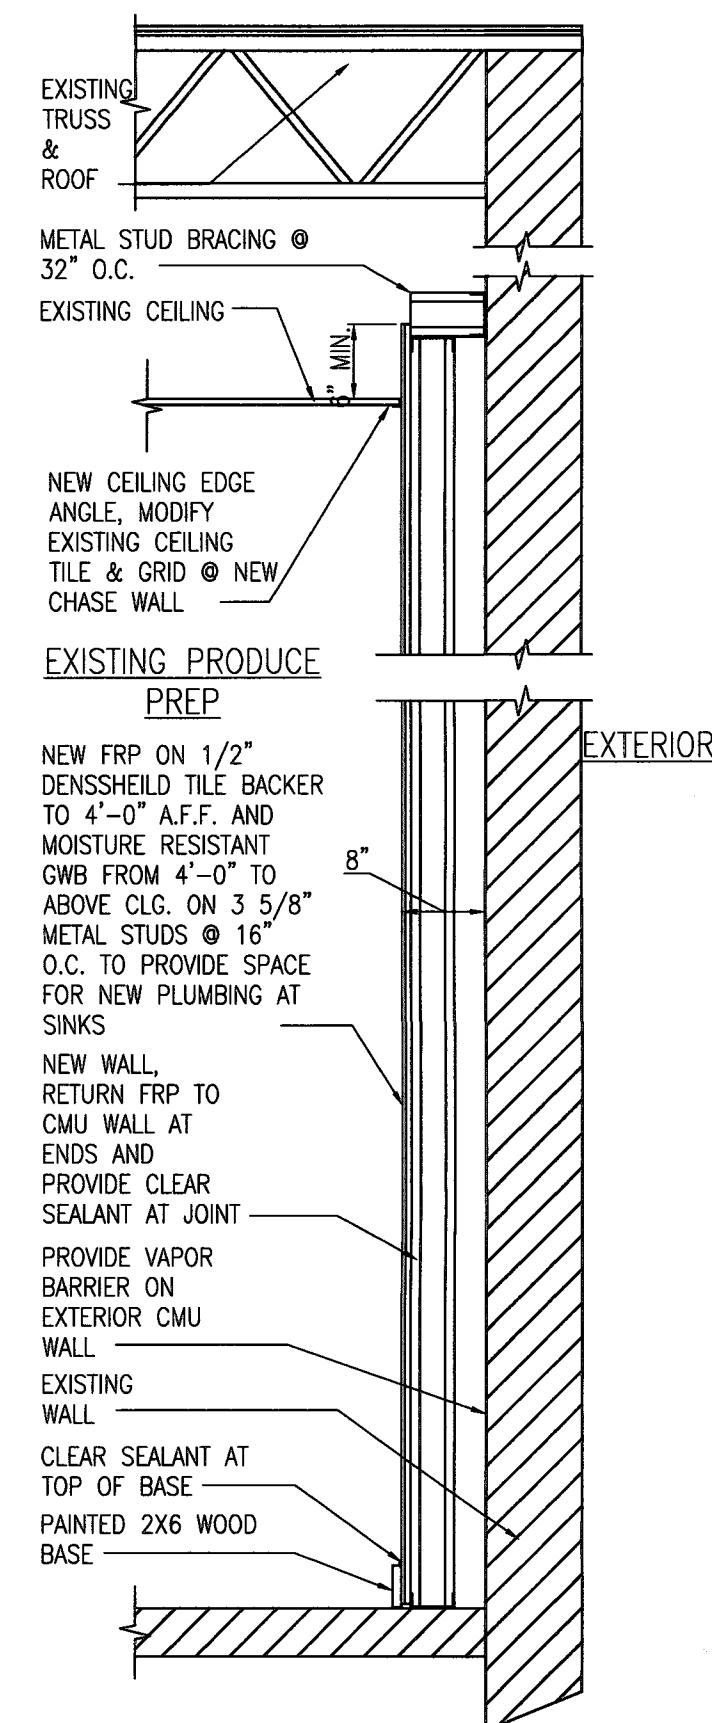 EXISTING
TRUSS
&
ROOF
METAL STUD BRACING @
32" O.C.
EXISTING CEILING
6" MIN.
NEW CEILING EDGE
ANGLE, MODIFY
EXISTING CEILING
TILE & GRID @ NEW
CHASE WALL
EXISTING PRODUCE
PREP
EXTERIOR
NEW FRP ON 1/2"
DENSSHEILD TILE BACKER
TO 4'-0" A.F.F. AND
MOISTURE RESISTANT
GWB FROM 4'-0" TO
ABOVE CLG. ON 3 5/8"
METAL STUDS @ 16"
O.C. TO PROVIDE SPACE
FOR NEW PLUMBING AT
SINKS
8"
NEW WALL,
RETURN FRP TO
CMU WALL AT
ENDS AND
PROVIDE CLEAR
SEALANT AT JOINT
PROVIDE VAPOR
BARRIER ON
EXTERIOR CMU
WALL
EXISTING
WALL
CLEAR SEALANT AT
TOP OF BASE
PAINTED 2X6 WOOD
BASE